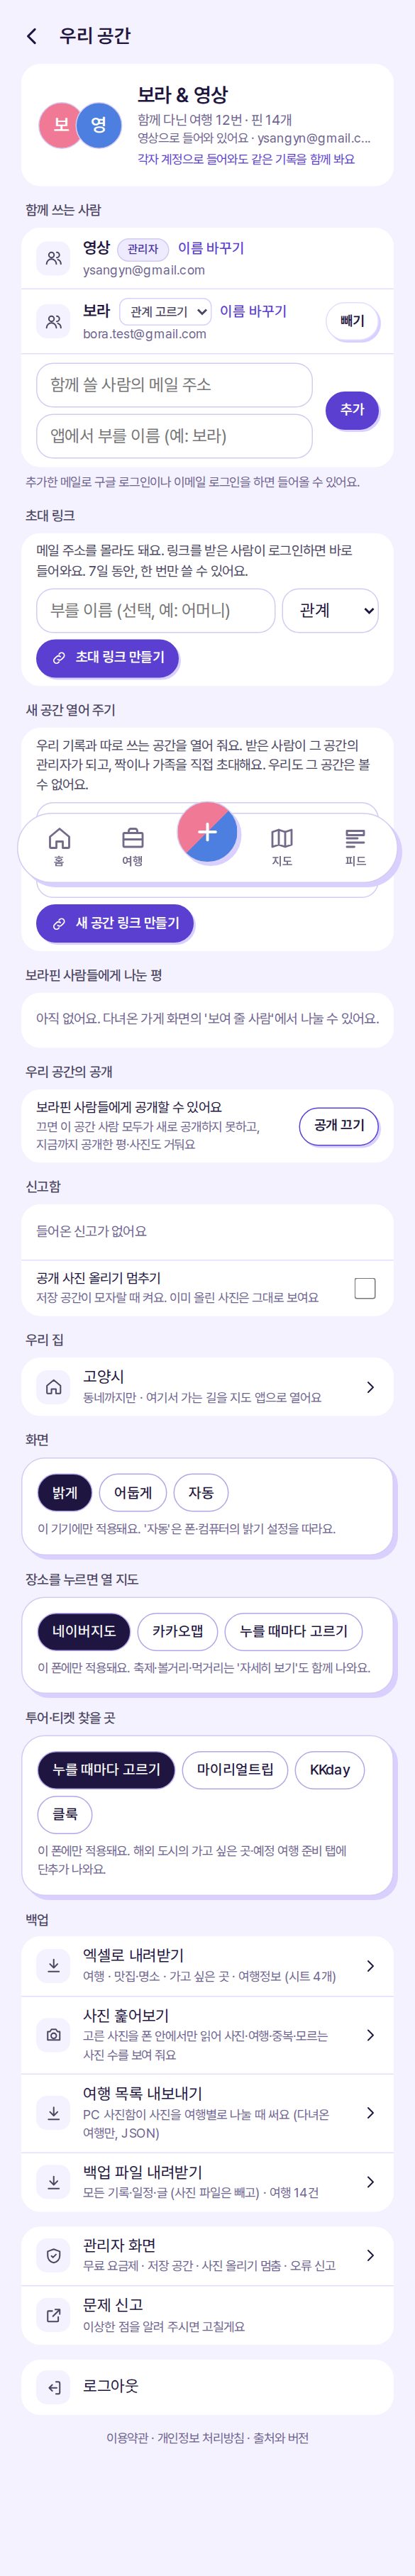 우리 공간
보 영
보라 & 영상
함께 다닌 여행 12번 · 핀 14개
영상으로 들어와 있어요 · ysangyn@gmail.c...
각자 계정으로 들어와도 같은 기록을 함께 봐요
함께 쓰는 사람
영상 관리자 이름 바꾸기
ysangyn@gmail.com
보라 관계 고르기 이름 바꾸기
bora.test@gmail.com
빼기
함께 쓸 사람의 메일 주소
앱에서 부를 이름 (예: 보라)
추가
추가한 메일로 구글 로그인이나 이메일 로그인을 하면 들어올 수 있어요.
초대 링크
메일 주소를 몰라도 돼요. 링크를 받은 사람이 로그인하면 바로
들어와요. 7일 동안, 한 번만 쓸 수 있어요.
부를 이름 (선택, 예: 어머니) 관계
초대 링크 만들기
새 공간 열어 주기
우리 기록과 따로 쓰는 공간을 열어 줘요. 받은 사람이 그 공간의
관리자가 되고, 짝이나 가족을 직접 초대해요. 우리도 그 공간은 볼
수 없어요.
홈 여행 + 지도 피드
새 공간 링크 만들기
보라핀 사람들에게 나눈 평
아직 없어요. 다녀온 가게 화면의 '보여 줄 사람'에서 나눌 수 있어요.
우리 공간의 공개
보라핀 사람들에게 공개할 수 있어요
끄면 이 공간 사람 모두가 새로 공개하지 못하고,
지금까지 공개한 평·사진도 거둬요
공개 끄기
신고함
들어온 신고가 없어요
공개 사진 올리기 멈추기
저장 공간이 모자랄 때 켜요. 이미 올린 사진은 그대로 보여요
우리 집
고양시
동네까지만 · 여기서 가는 길을 지도 앱으로 열어요
화면
밝게 어둡게 자동
이 기기에만 적용돼요. '자동'은 폰·컴퓨터의 밝기 설정을 따라요.
장소를 누르면 열 지도
네이버지도 카카오맵 누를 때마다 고르기
이 폰에만 적용돼요. 축제·볼거리·먹거리는 '자세히 보기'도 함께 나와요.
투어·티켓 찾을 곳
누를 때마다 고르기 마이리얼트립 KKday
클룩
이 폰에만 적용돼요. 해외 도시의 가고 싶은 곳·예정 여행 준비 탭에
단추가 나와요.
백업
엑셀로 내려받기
여행 · 맛집·명소 · 가고 싶은 곳 · 여행정보 (시트 4개)
사진 훑어보기
고른 사진을 폰 안에서만 읽어 사진·여행·중복·모르는
사진 수를 보여 줘요
여행 목록 내보내기
PC 사진함이 사진을 여행별로 나눌 때 써요 (다녀온
여행만, JSON)
백업 파일 내려받기
모든 기록·일정·글 (사진 파일은 빼고) · 여행 14건
관리자 화면
무료 요금제 · 저장 공간 · 사진 올리기 멈춤 · 오류 신고
문제 신고
이상한 점을 알려 주시면 고칠게요
로그아웃
이용약관 · 개인정보 처리방침 · 출처와 버전